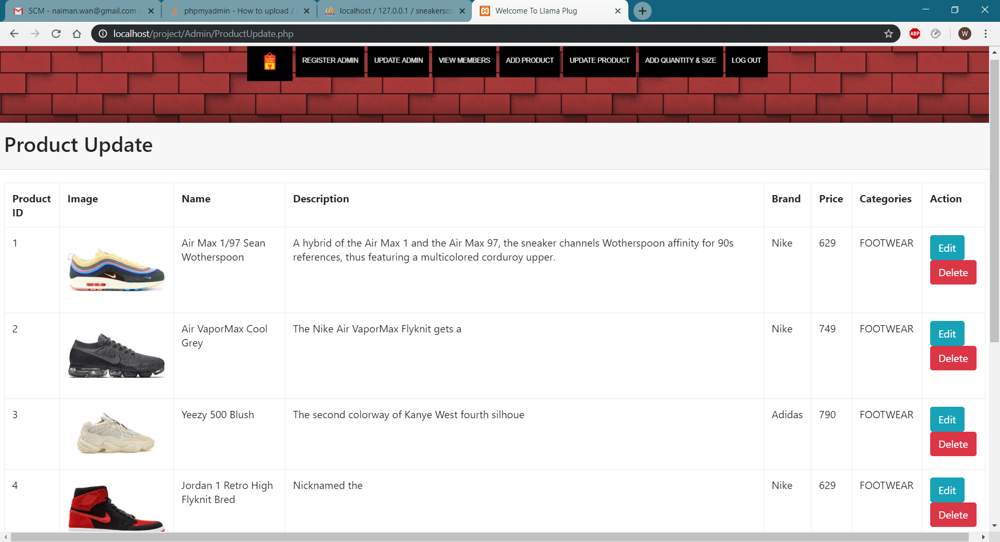 SCM - naiman.wan@gmail.com -
phpmyadmin - How to upload /
localhost / 127.0.0.1 / sneakersco
Welcome To Llama Plug
localhost/project/Admin/ProductUpdate.php
ABP
W
LLAMA PLUG
REGISTER ADMIN
UPDATE ADMIN
VIEW MEMBERS
ADD PRODUCT
UPDATE PRODUCT
ADD QUANTITY & SIZE
LOG OUT
Product Update
Product ID
Image
Name
Description
Brand
Price
Categories
Action
1
Air Max 1/97 Sean
Wotherspoon
A hybrid of the Air Max 1 and the Air Max 97, the sneaker channels Wotherspoon affinity for 90s
references, thus featuring a multicolored corduroy upper.
Nike
629
FOOTWEAR
Edit
Delete
2
Air VaporMax Cool
Grey
The Nike Air VaporMax Flyknit gets a
Nike
749
FOOTWEAR
Edit
Delete
3
Yeezy 500 Blush
The second colorway of Kanye West fourth silhoue
Adidas
790
FOOTWEAR
Edit
Delete
4
Jordan 1 Retro High
Flyknit Bred
Nicknamed the
Nike
629
FOOTWEAR
Edit
Delete